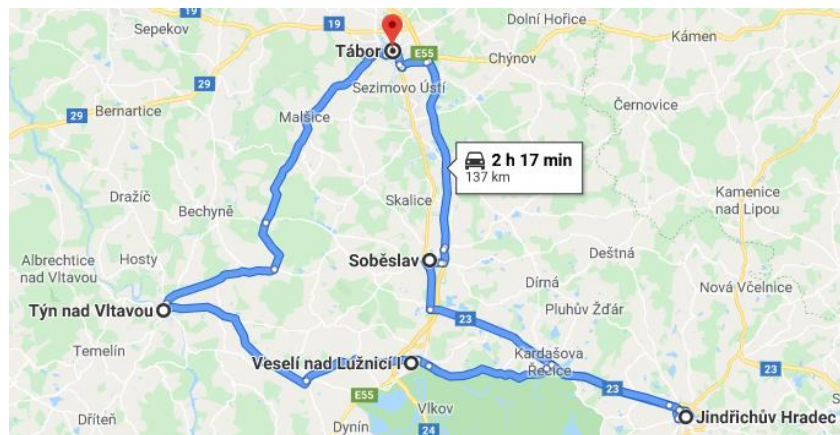 Dolní Hořice
Sepekov
19
19
Kámen
Tábor
E55
Chýnov
29
Sezimovo Ústí
29
Bernartice
Malšice
Černovice
2 h 17 min
137 km
Dražíč
Bechyně
Skalice
Kamenice
nad Lipou
Albrechtice
nad Vltavou
Hosty
Soběslav
Deštná
Dírná
Nová Včelnice
Týn nad Vltavou
23
Pluhův Žďár
Temelín
Veselí nad Lužnicí I
Kardašova
Řečice
E55
Vlkov
23
Dříteň
Dynín
24
Jindřichův Hradec